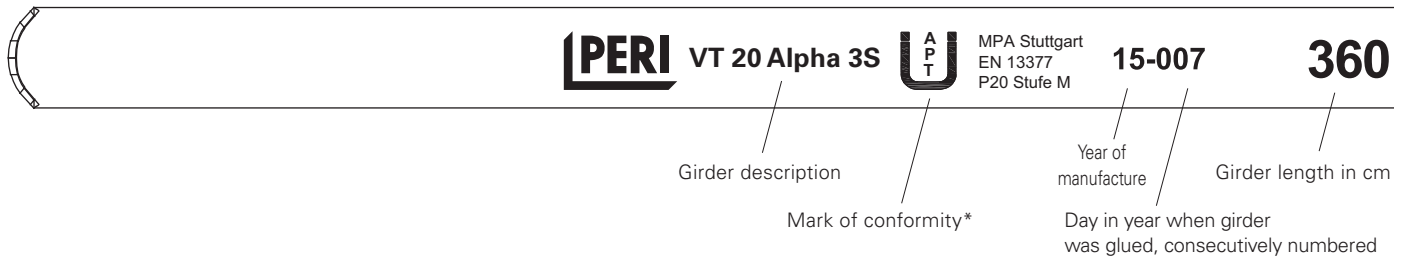 PERI VT 20 Alpha 3S
A
P
T
MPA Stuttgart
EN 13377
P20 Stufe M
15-007
360
Girder description
Mark of conformity*
Year of
manufacture
Day in year when girder
was glued, consecutively numbered
Girder length in cm